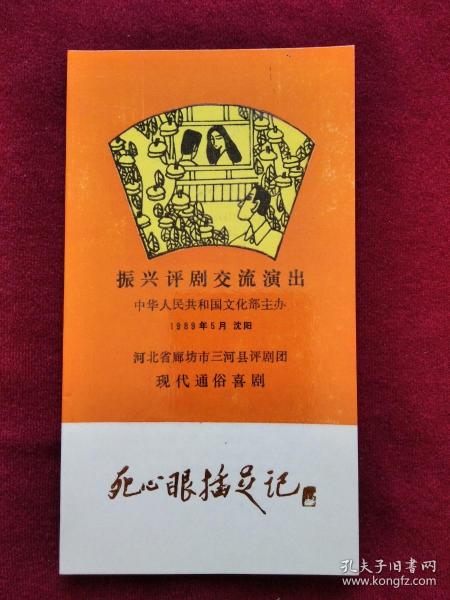 振兴评剧交流演出
中华人民共和国文化部主办
1989年5月 沈阳
河北省廊坊市三河县评剧团
现代通俗喜剧
死心眼插足记
孔夫子旧书网
www.kongfz.com